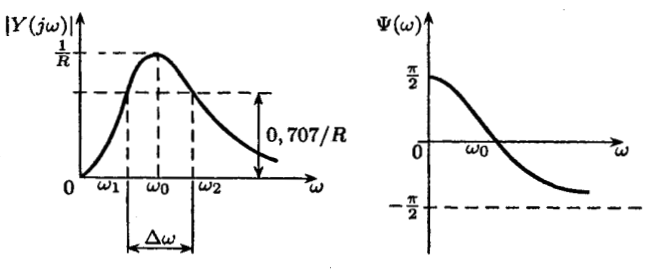 |Y(jω)|
1/R
0,707/R
0
ω₁
ω₀
ω₂
ω
Δω
Ψ(ω)
π/2
0
ω₀
ω
-π/2